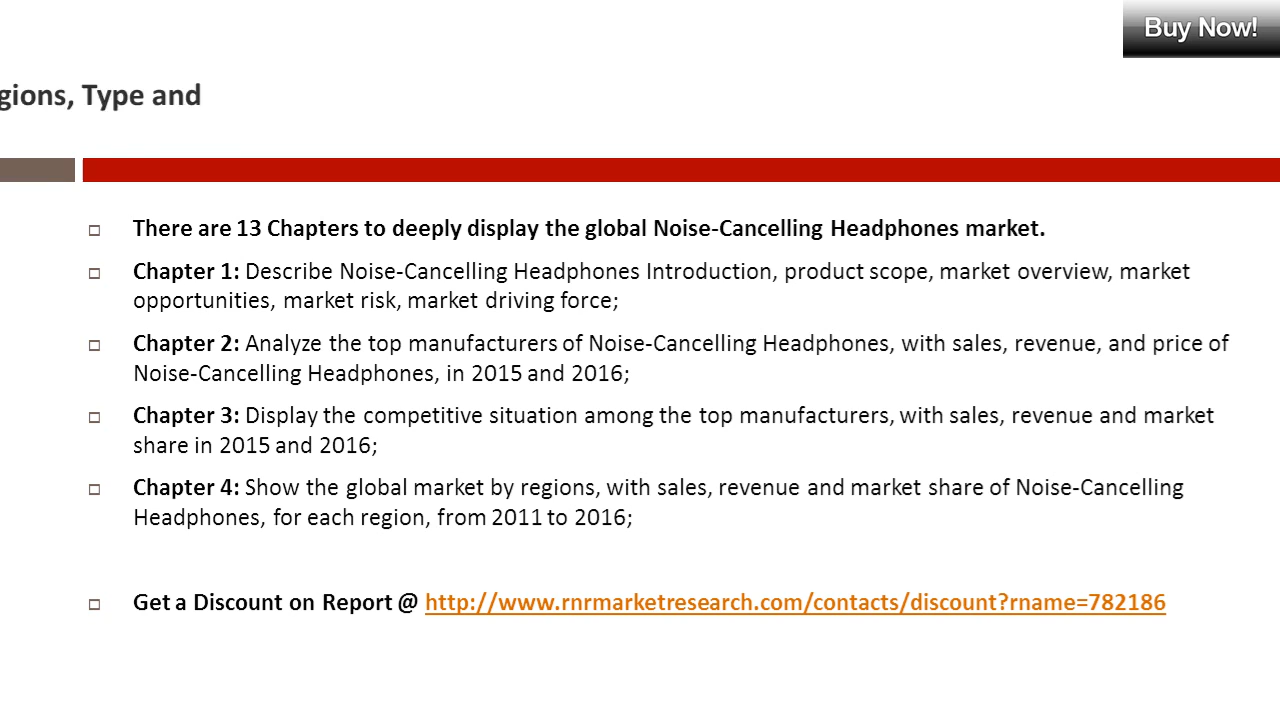 Buy Now!
gions, Type and
There are 13 Chapters to deeply display the global Noise-Cancelling Headphones market.
Chapter 1: Describe Noise-Cancelling Headphones Introduction, product scope, market overview, market
opportunities, market risk, market driving force;
Chapter 2: Analyze the top manufacturers of Noise-Cancelling Headphones, with sales, revenue, and price of
Noise-Cancelling Headphones, in 2015 and 2016;
Chapter 3: Display the competitive situation among the top manufacturers, with sales, revenue and market
share in 2015 and 2016;
Chapter 4: Show the global market by regions, with sales, revenue and market share of Noise-Cancelling
Headphones, for each region, from 2011 to 2016;
Get a Discount on Report @ http://www.rnrmarketresearch.com/contacts/discount?rname=782186